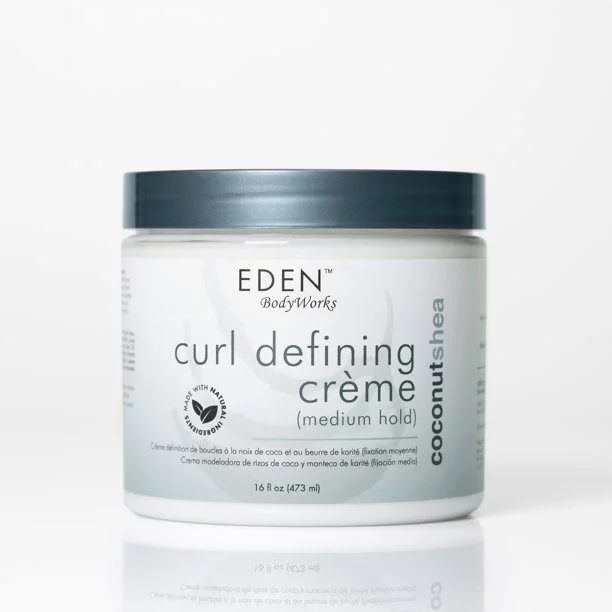 EDEN™
BodyWorks
curl defining
crème
(medium hold)
coconutshea
MADE WITH NATURAL INGREDIENTS
Crème définition de boucles à la noix de coco et au beurre de karité (fixation moyenne)
Crema modeladora de rizos de coco y manteca de karité (fijación medio)
16 fl oz (473 ml)